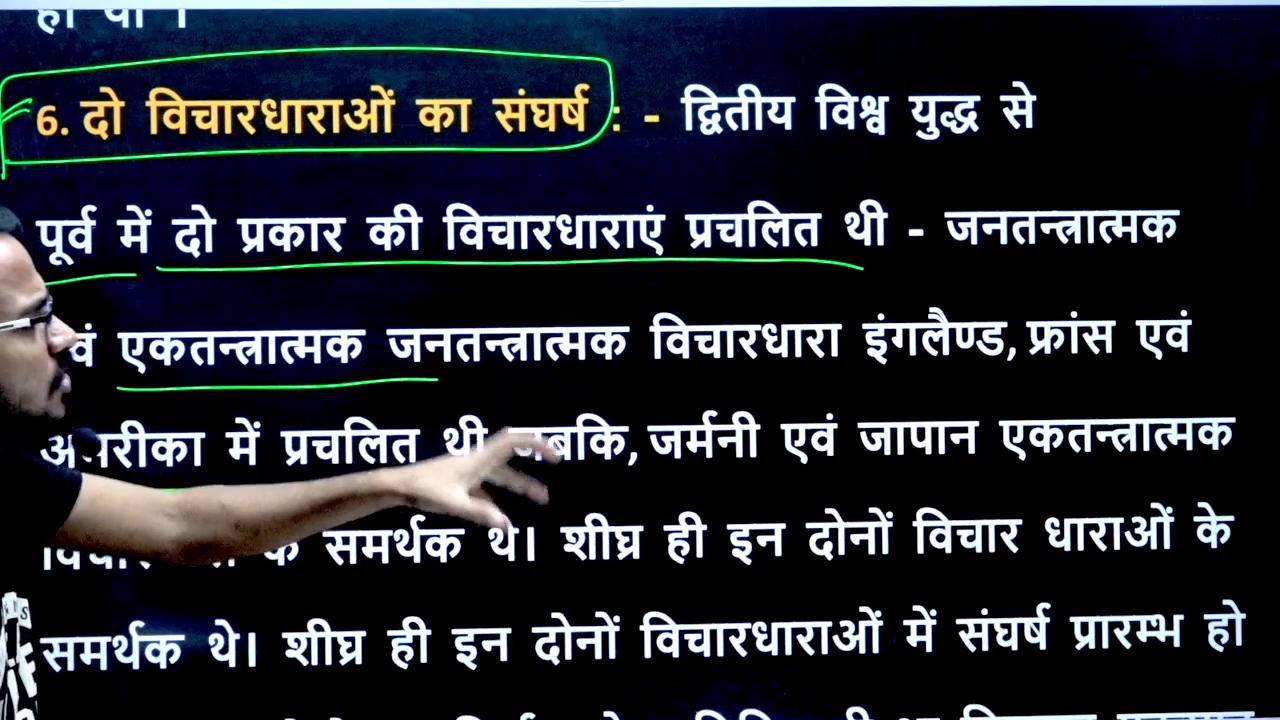 6. दो विचारधाराओं का संघर्ष : - द्वितीय विश्व युद्ध से
पूर्व में दो प्रकार की विचारधाराएं प्रचलित थी - जनतन्त्रात्मक
एकतन्त्रात्मक जनतन्त्रात्मक विचारधारा इंगलैण्ड, फ्रांस एवं
में प्रचलित थी जबकि, जर्मनी एवं जापान एकतन्त्रात्मक
समर्थक थे। शीघ्र ही इन दोनों विचार धाराओं के
समर्थक थे। शीघ्र ही इन दोनों विचारधाराओं में संघर्ष प्रारम्भ हो